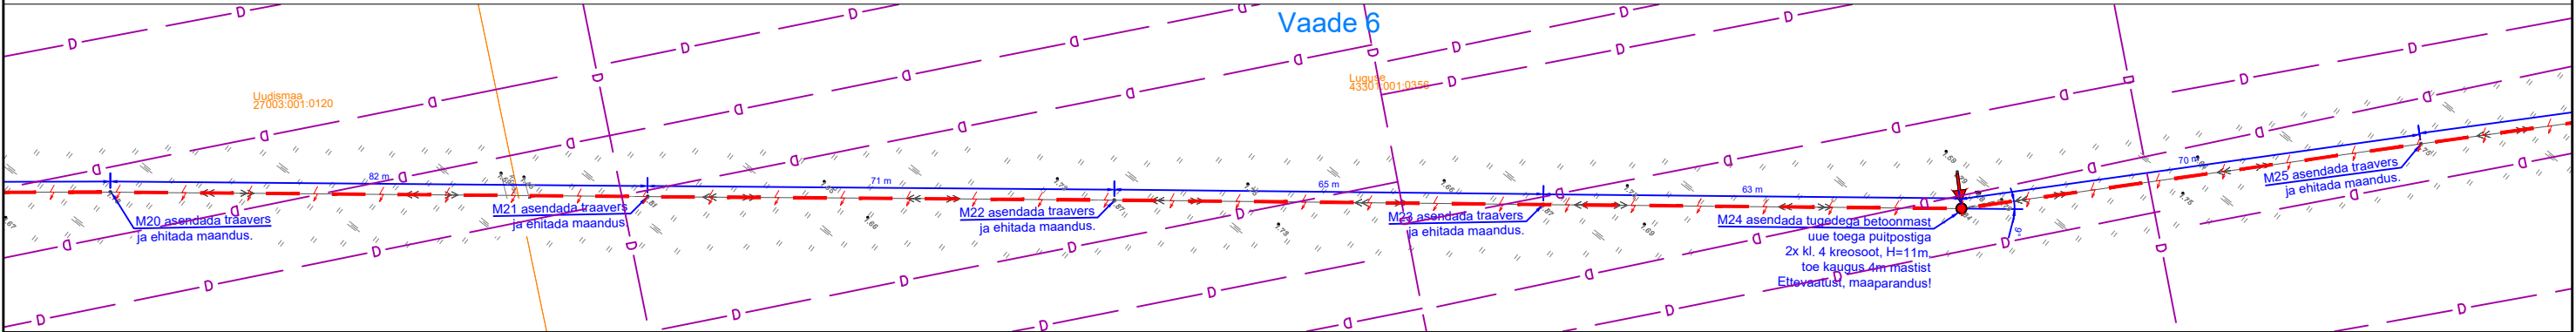 Vaade 6
Uudismaa
27003:001:0120
Luguse
43301:001:0356
82 m
71 m
65 m
63 m
70 m
M20 asendada traavers
ja ehitada maandus.
M21 asendada traavers
ja ehitada maandus.
M22 asendada traavers
ja ehitada maandus.
M23 asendada traavers
ja ehitada maandus.
M24 asendada tugedega betoonmast
uue toega puitpostiga
2x kl. 4 kreosoot, H=11m,
toe kaugus 4m mastist
Ettevaatust, maaparandus!
M25 asendada traavers
ja ehitada maandus.